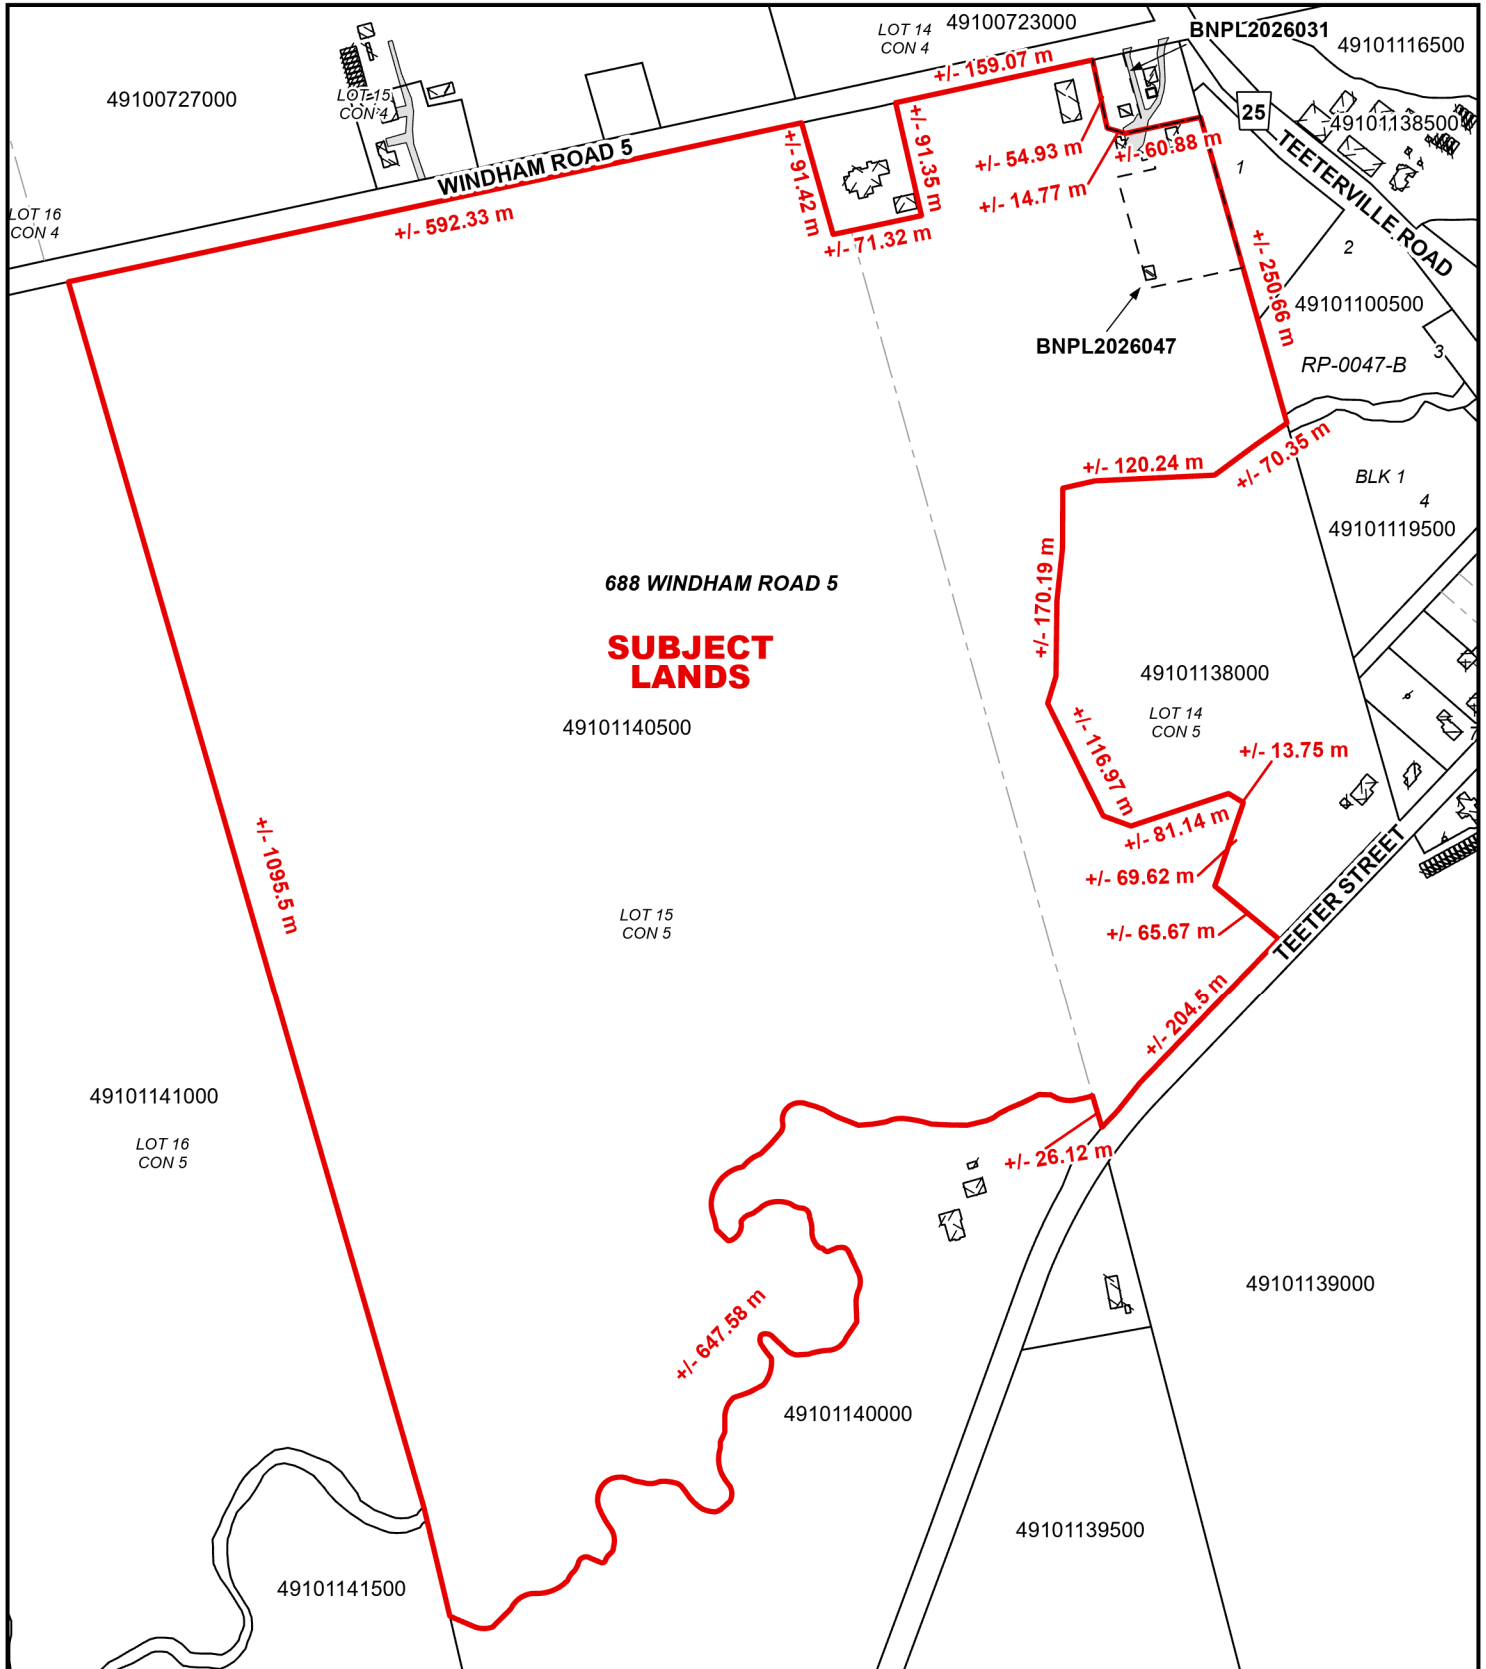 LOT 14
CON 4
49100723000
BNPL2026031
49101116500
49100727000
LOT 15
CON 4
+/- 159.07 m
25
49101138500
WINDHAM ROAD 5
+/- 91.42 m
+/- 91.35 m
+/- 54.93 m
+/- 60.88 m
1
TEETERVILLE ROAD
+/- 14.77 m
LOT 16
CON 4
+/- 592.33 m
+/- 71.32 m
2
+/- 250.66 m
49101100500
BNPL2026047
RP-0047-B
3
+/- 120.24 m
+/- 70.35 m
BLK 1
4
49101119500
688 WINDHAM ROAD 5
+/- 170.19 m
SUBJECT
LANDS
49101138000
49101140500
LOT 14
CON 5
+/- 116.97 m
+/- 13.75 m
7
+/- 81.14 m
+/- 1095.5 m
+/- 69.62 m
TEETER STREET
LOT 15
CON 5
+/- 65.67 m
+/- 204.5 m
49101141000
LOT 16
CON 5
+/- 26.12 m
49101139000
+/- 647.58 m
49101140000
49101139500
49101141500